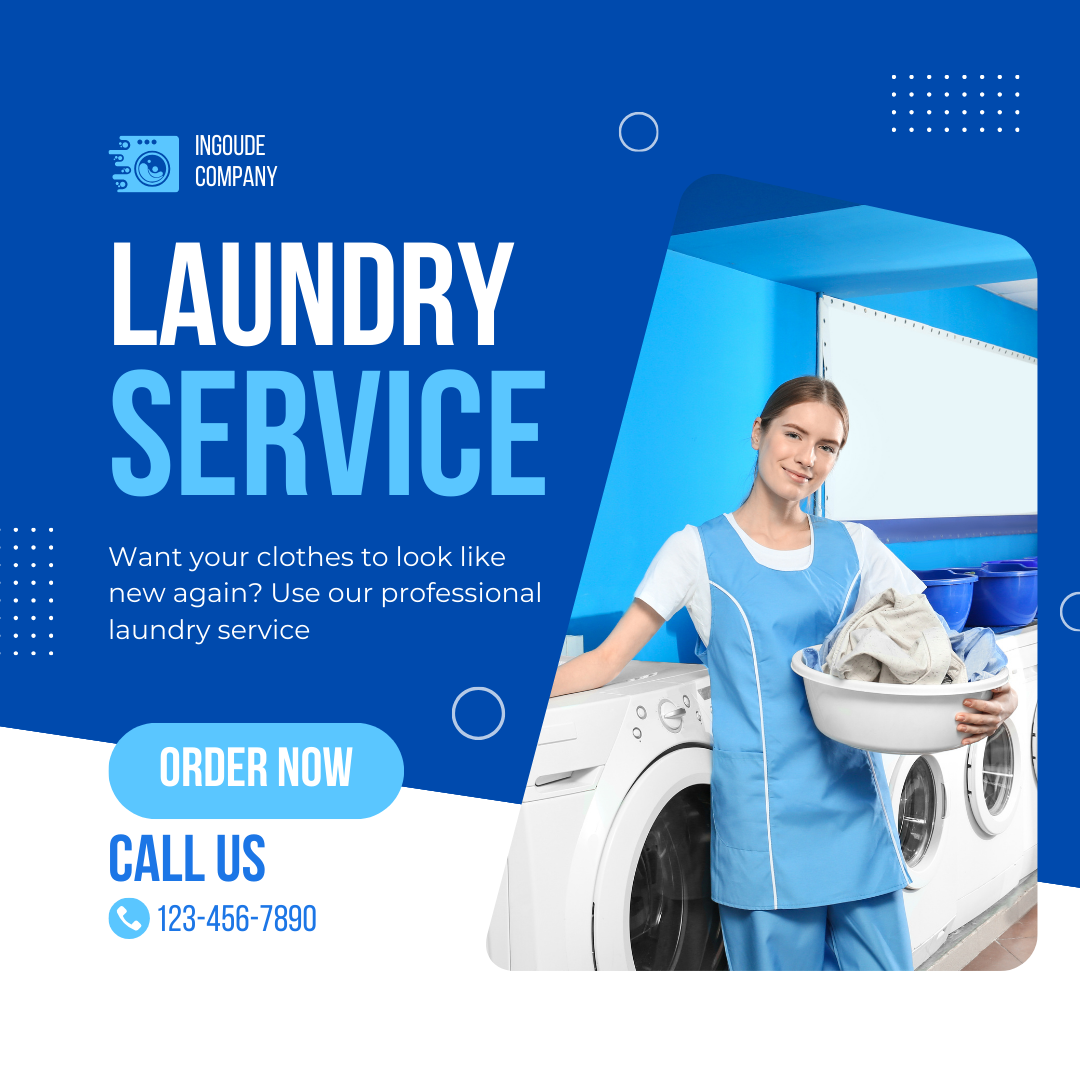 INGOUDE
COMPANY
LAUNDRY
SERVICE
Want your clothes to look like
new again? Use our professional
laundry service
ORDER NOW
CALL US
123-456-7890